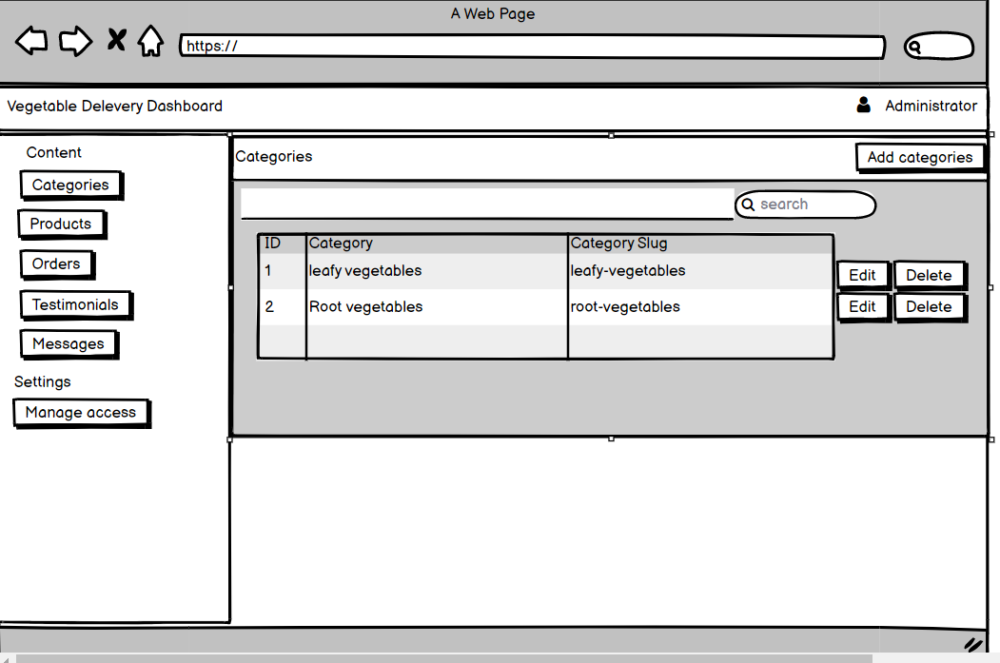 A Web Page
https://
Vegetable Delevery Dashboard
Administrator
Content
Categories
Products
Orders
Testimonials
Messages
Settings
Manage access
Categories
Add categories
search
ID Category Category Slug
1 leafy vegetables leafy-vegetables Edit Delete
2 Root vegetables root-vegetables Edit Delete